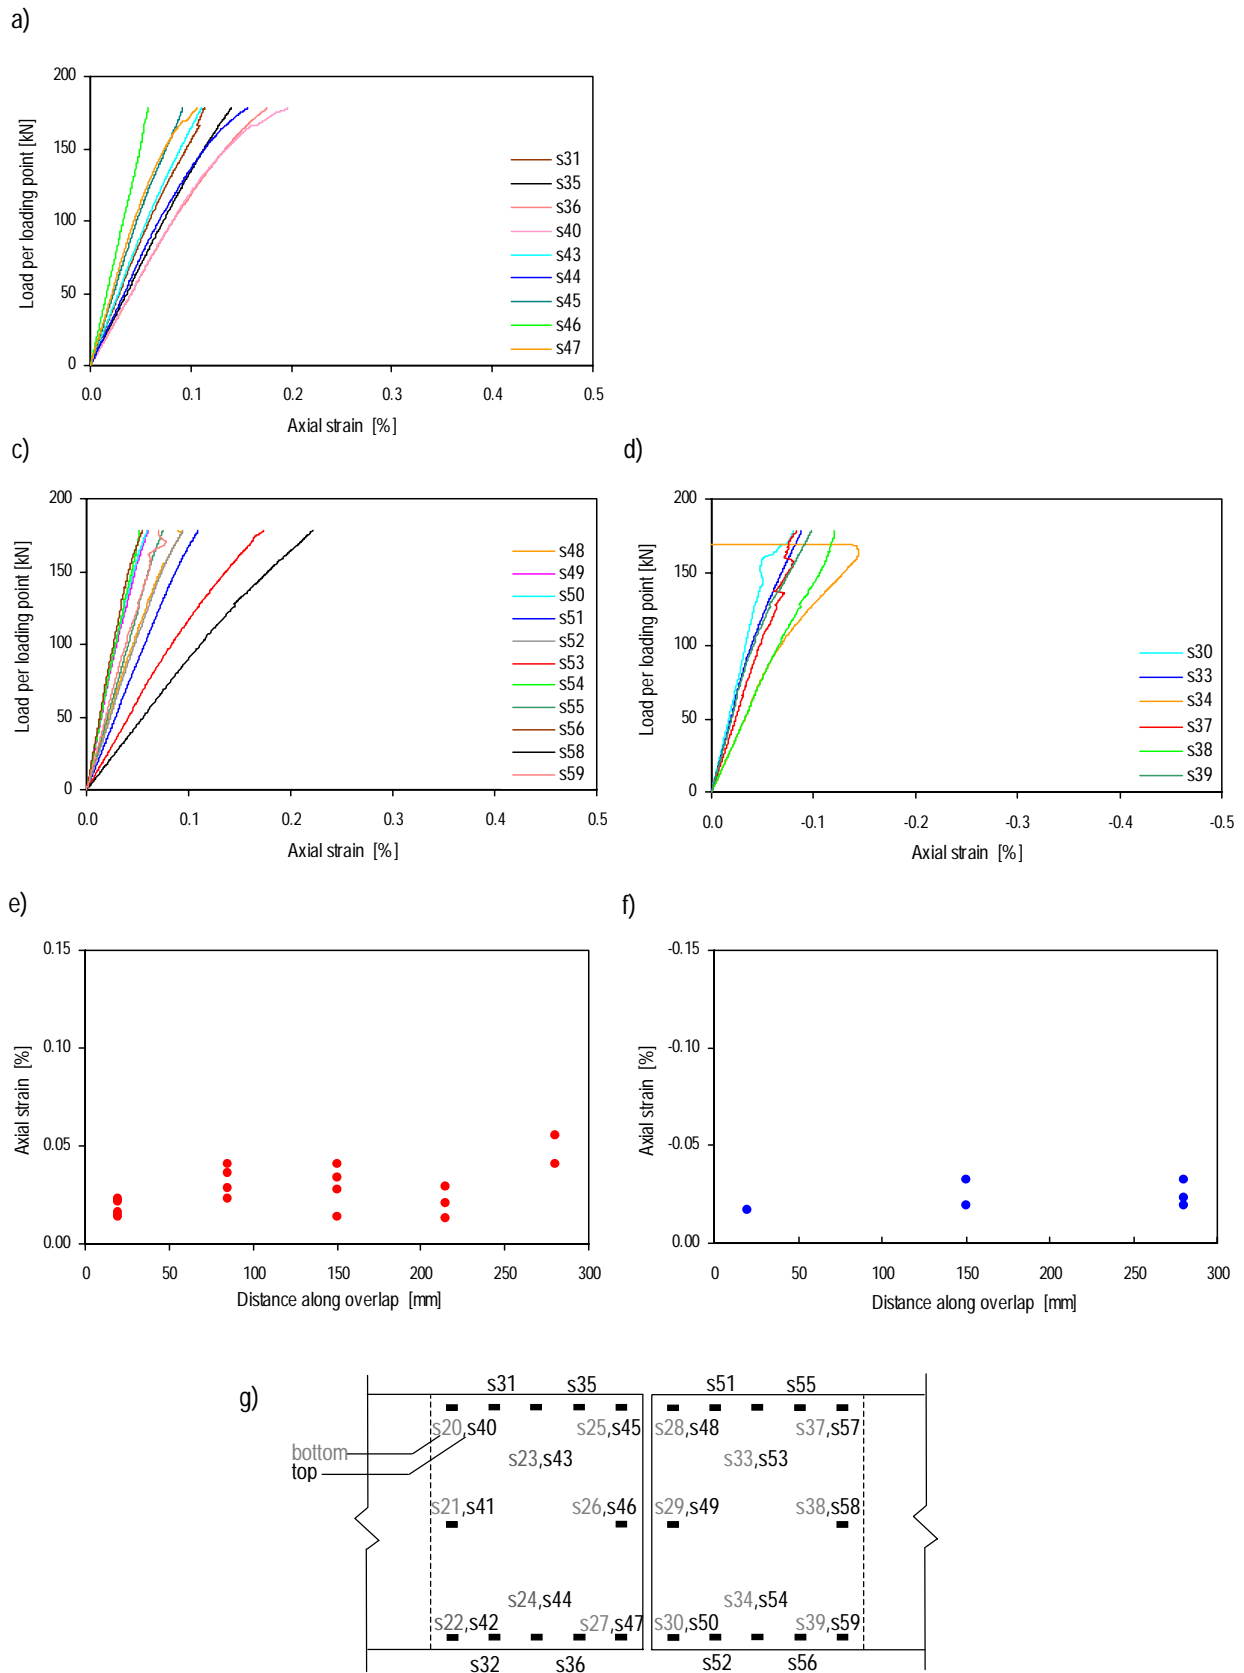 a)
200
150
100
50
0
Load per loading point [kN]
s31
s35
s36
s40
s43
s44
s45
s46
s47
0.0 0.1 0.2 0.3 0.4 0.5
Axial strain [%]
c)
200
150
100
50
0
Load per loading point [kN]
s48
s49
s50
s51
s52
s53
s54
s55
s56
s58
s59
0.0 0.1 0.2 0.3 0.4 0.5
Axial strain [%]
d)
200
150
100
50
0
Load per loading point [kN]
s30
s33
s34
s37
s38
s39
0.0 -0.1 -0.2 -0.3 -0.4 -0.5
Axial strain [%]
e)
0.15
0.10
0.05
0.00
Axial strain [%]
0 50 100 150 200 250 300
Distance along overlap [mm]
f)
-0.15
-0.10
-0.05
0.00
Axial strain [%]
0 50 100 150 200 250 300
Distance along overlap [mm]
g)
s31 s35 s51 s55
s20,s40 s25,s45 s28,s48 s37,s57
bottom
top
s23,s43 s33,s53
s21,s41 s26,s46 s29,s49 s38,s58
s24,s44 s34,s54
s22,s42 s27,s47 s30,s50 s39,s59
s32 s36 s52 s56